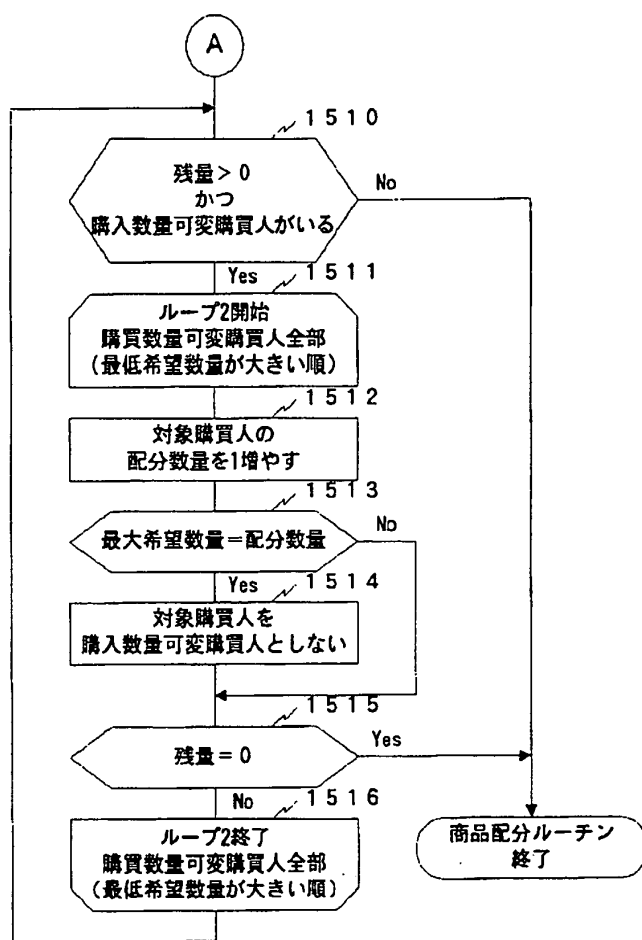 A
1510
残量＞0
かつ
購入数量可変購買人がいる
No
Yes
1511
ループ2開始
購買数量可変購買人全部
（最低希望数量が大きい順）
1512
対象購買人の
配分数量を1増やす
1513
最大希望数量＝配分数量
No
Yes
1514
対象購買人を
購入数量可変購買人としない
1515
残量＝0
Yes
No
1516
ループ2終了
購買数量可変購買人全部
（最低希望数量が大きい順）
商品配分ルーチン
終了